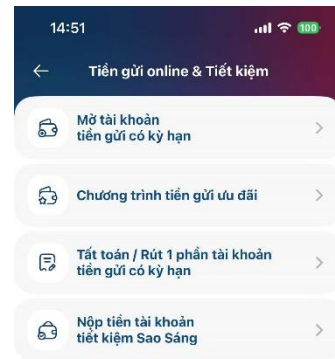 14:51
100
Tiền gửi online & Tiết kiệm
Mở tài khoản
tiền gửi có kỳ hạn
Chương trình tiền gửi ưu đãi
Tất toán / Rút 1 phần tài khoản
tiền gửi có kỳ hạn
Nộp tiền tài khoản
tiết kiệm Sao Sáng